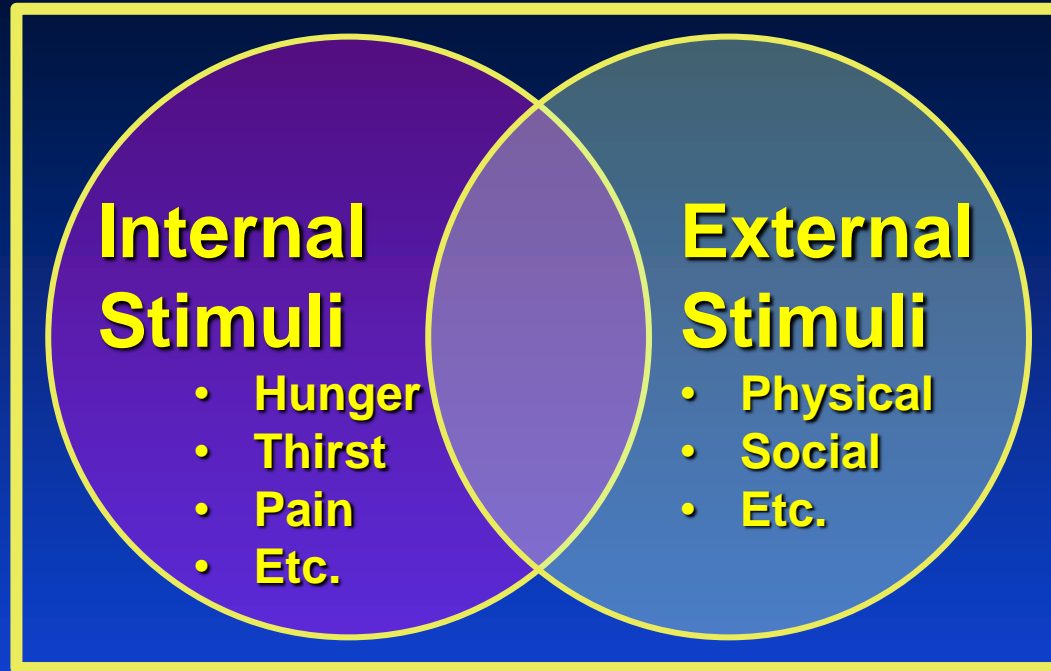 Internal
Stimuli
• Hunger
• Thirst
• Pain
• Etc.
External
Stimuli
• Physical
• Social
• Etc.